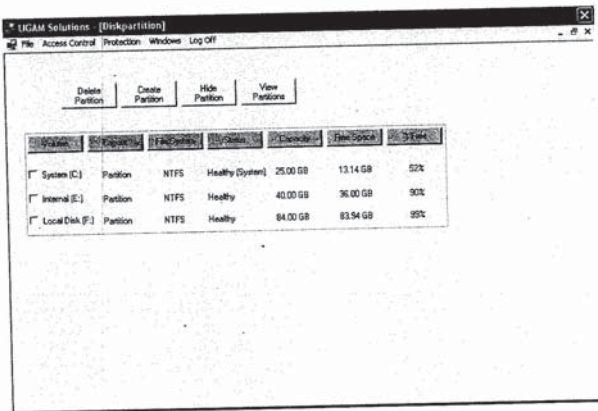 UGAM Solutions - [Diskpartition]
File Access Control Protection Windows Log Off
Delete Partition Create Partition Hide Partition View Partitions
Volume Layout File System Status Capacity Free Space % Free
System (C:) Partition NTFS Healthy (System) 25.00 GB 13.14 GB 52%
Internal (E:) Partition NTFS Healthy 40.00 GB 36.00 GB 90%
Local Disk (F:) Partition NTFS Healthy 84.00 GB 83.94 GB 99%